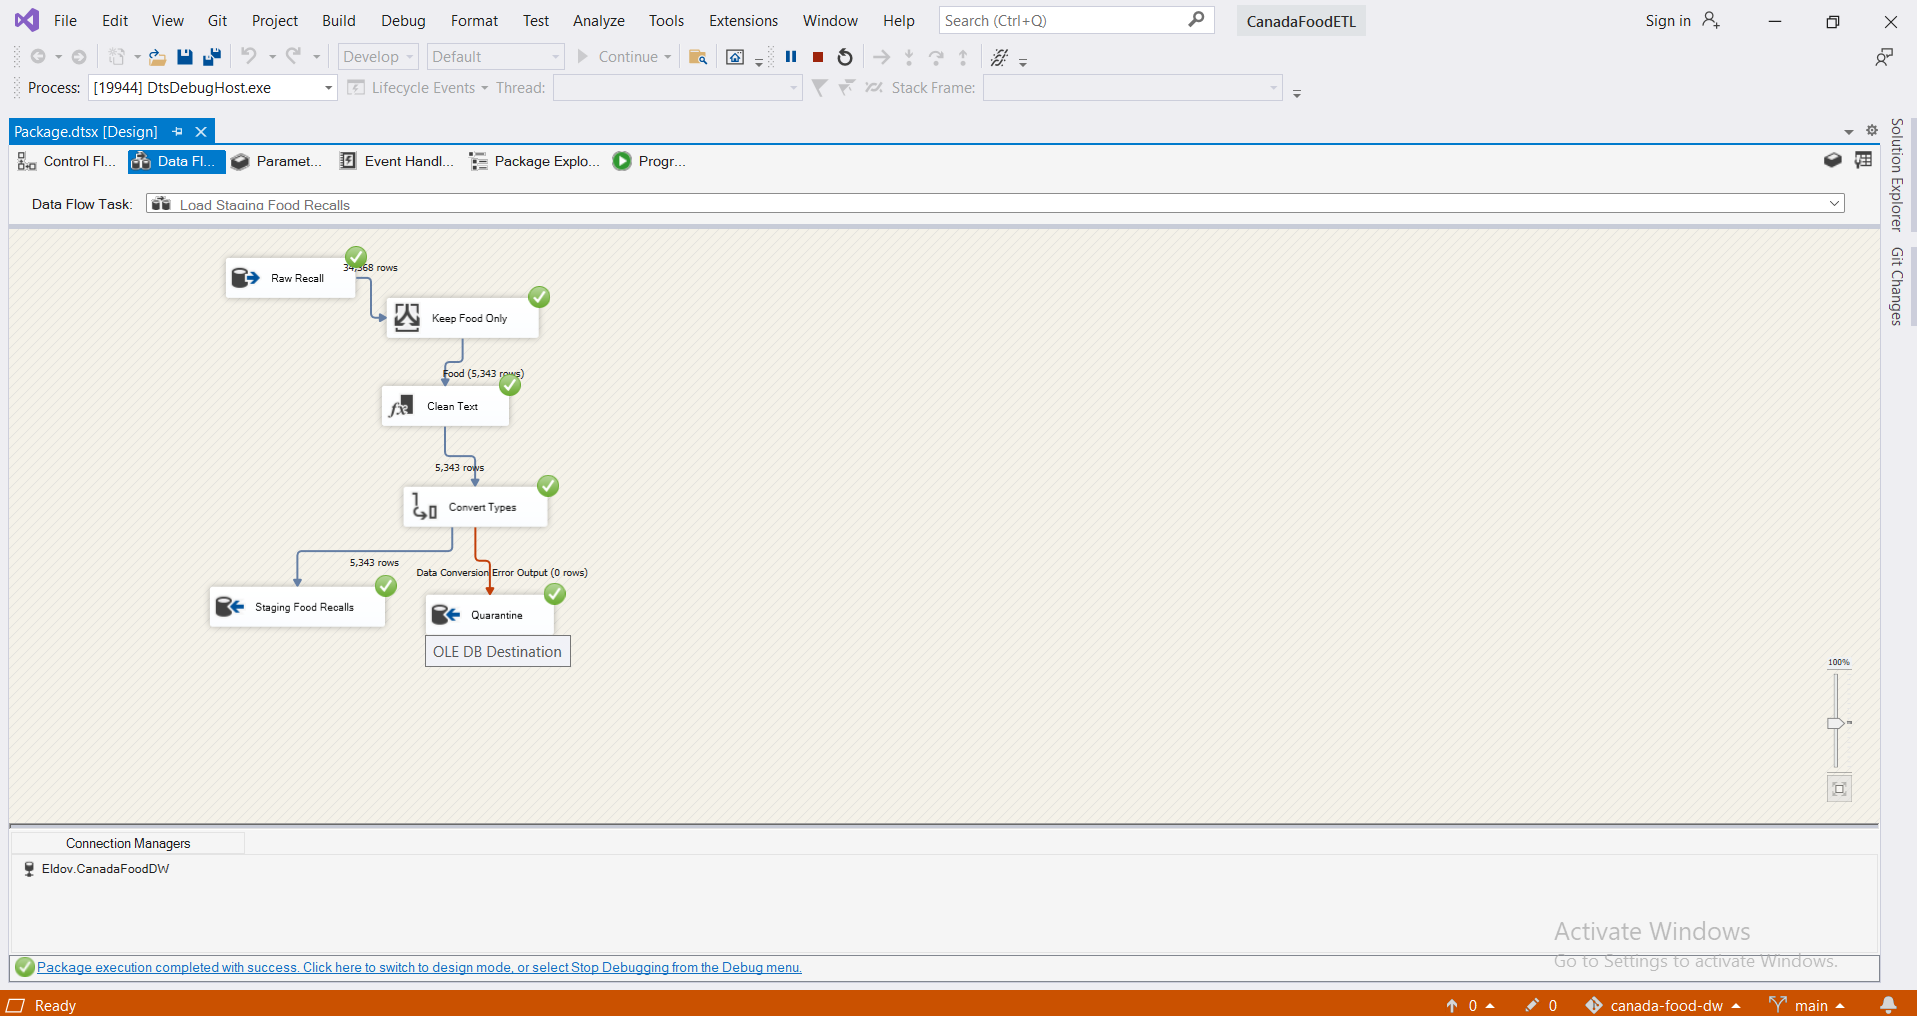 File Edit View Git Project Build Debug Format Test Analyze Tools Extensions Window Help Search (Ctrl+Q) CanadaFoodETL Sign in
Develop Default Continue
Process: [19944] DtsDebugHost.exe Lifecycle Events Thread: Stack Frame:
Package.dtsx [Design]
Control Fl... Data Fl... Paramet... Event Handl... Package Explo... Progr...
Data Flow Task: Load Staging Food Recalls
34,368 rows
Raw Recall
Keep Food Only
Food (5,343 rows)
Clean Text
5,343 rows
Convert Types
5,343 rows
Data Conversion Error Output (0 rows)
Staging Food Recalls
Quarantine
OLE DB Destination
100%
Solution Explorer
Git Changes
Connection Managers
Eldov.CanadaFoodDW
Activate Windows
Go to Settings to activate Windows.
Package execution completed with success. Click here to switch to design mode, or select Stop Debugging from the Debug menu.
Ready 0 0 canada-food-dw main